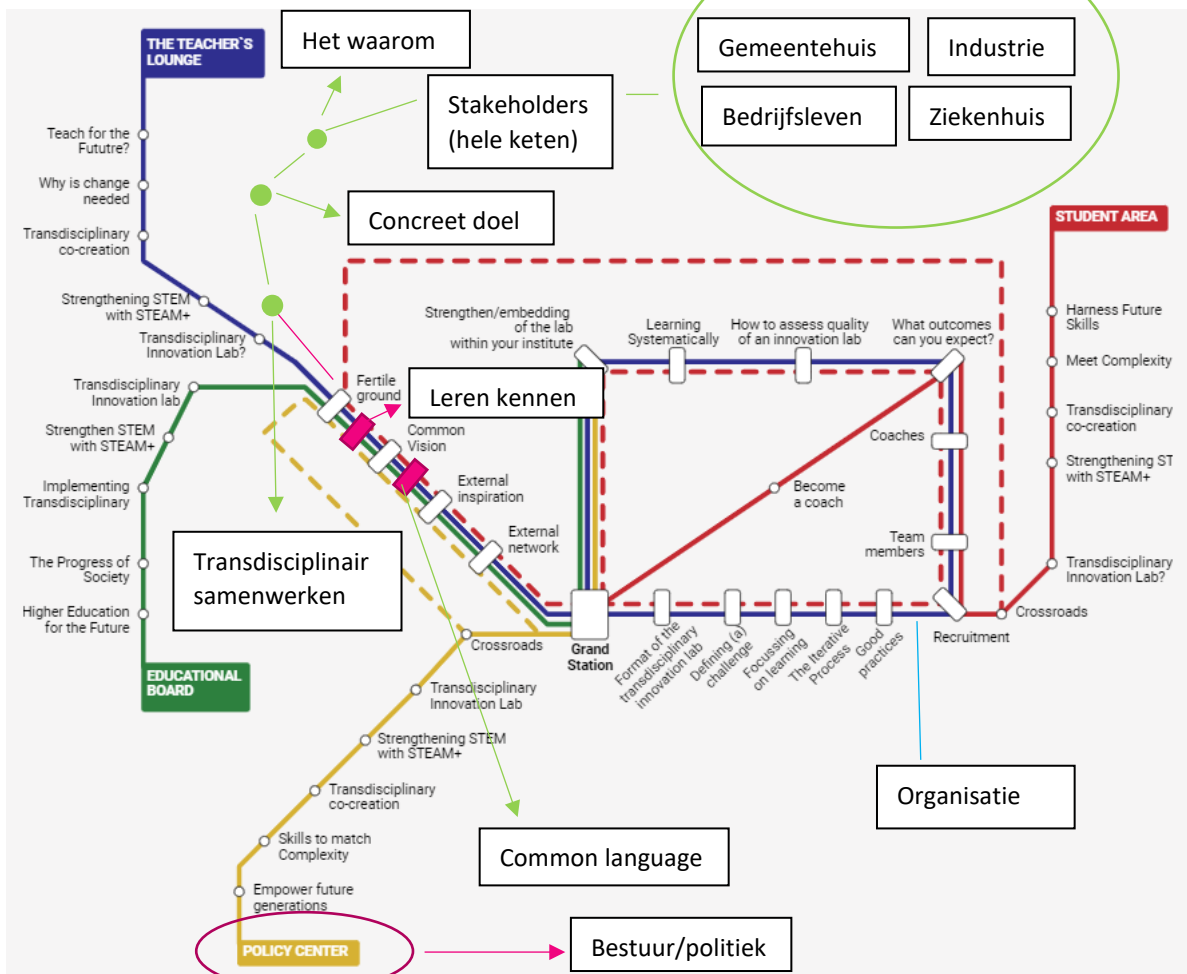 THE TEACHER`S
LOUNGE
Het waarom
Stakeholders
(hele keten)
Gemeentehuis
Industrie
Bedrijfsleven
Ziekenhuis
Concreet doel
Teach for the
Fututre?
Why is change
needed
Transdisciplinary
co-creation
Strengthening STEM
with STEAM+
Transdisciplinary
Innovation Lab?
STUDENT AREA
Harness Future
Skills
Meet Complexity
Transdisciplinary
co-creation
Strengthening ST
with STEAM+
Transdisciplinary
Innovation Lab?
Crossroads
Strengthen/embedding
of the lab
within your institute
Learning
Systematically
How to assess quality
of an innovation lab
What outcomes
can you expect?
Coaches
Become
a coach
Team
members
Recruitment
Fertile
ground
Leren kennen
Common
Vision
External
inspiration
External
network
Transdisciplinary
Innovation lab
Strengthen STEM
with STEAM+
Implementing
Transdisciplinary
The Progress of
Society
Higher Education
for the Future
EDUCATIONAL
BOARD
Transdisciplinair
samenwerken
Crossroads
Grand
Station
Format of the
transdisciplinary
innovation lab
Defining (a)
challenge
Focussing
on learning
The Iterative
Process
Good
practices
Transdisciplinary
Innovation Lab
Strengthening STEM
with STEAM+
Transdisciplinary
co-creation
Skills to match
Complexity
Empower future
generations
POLICY CENTER
Organisatie
Common language
Bestuur/politiek